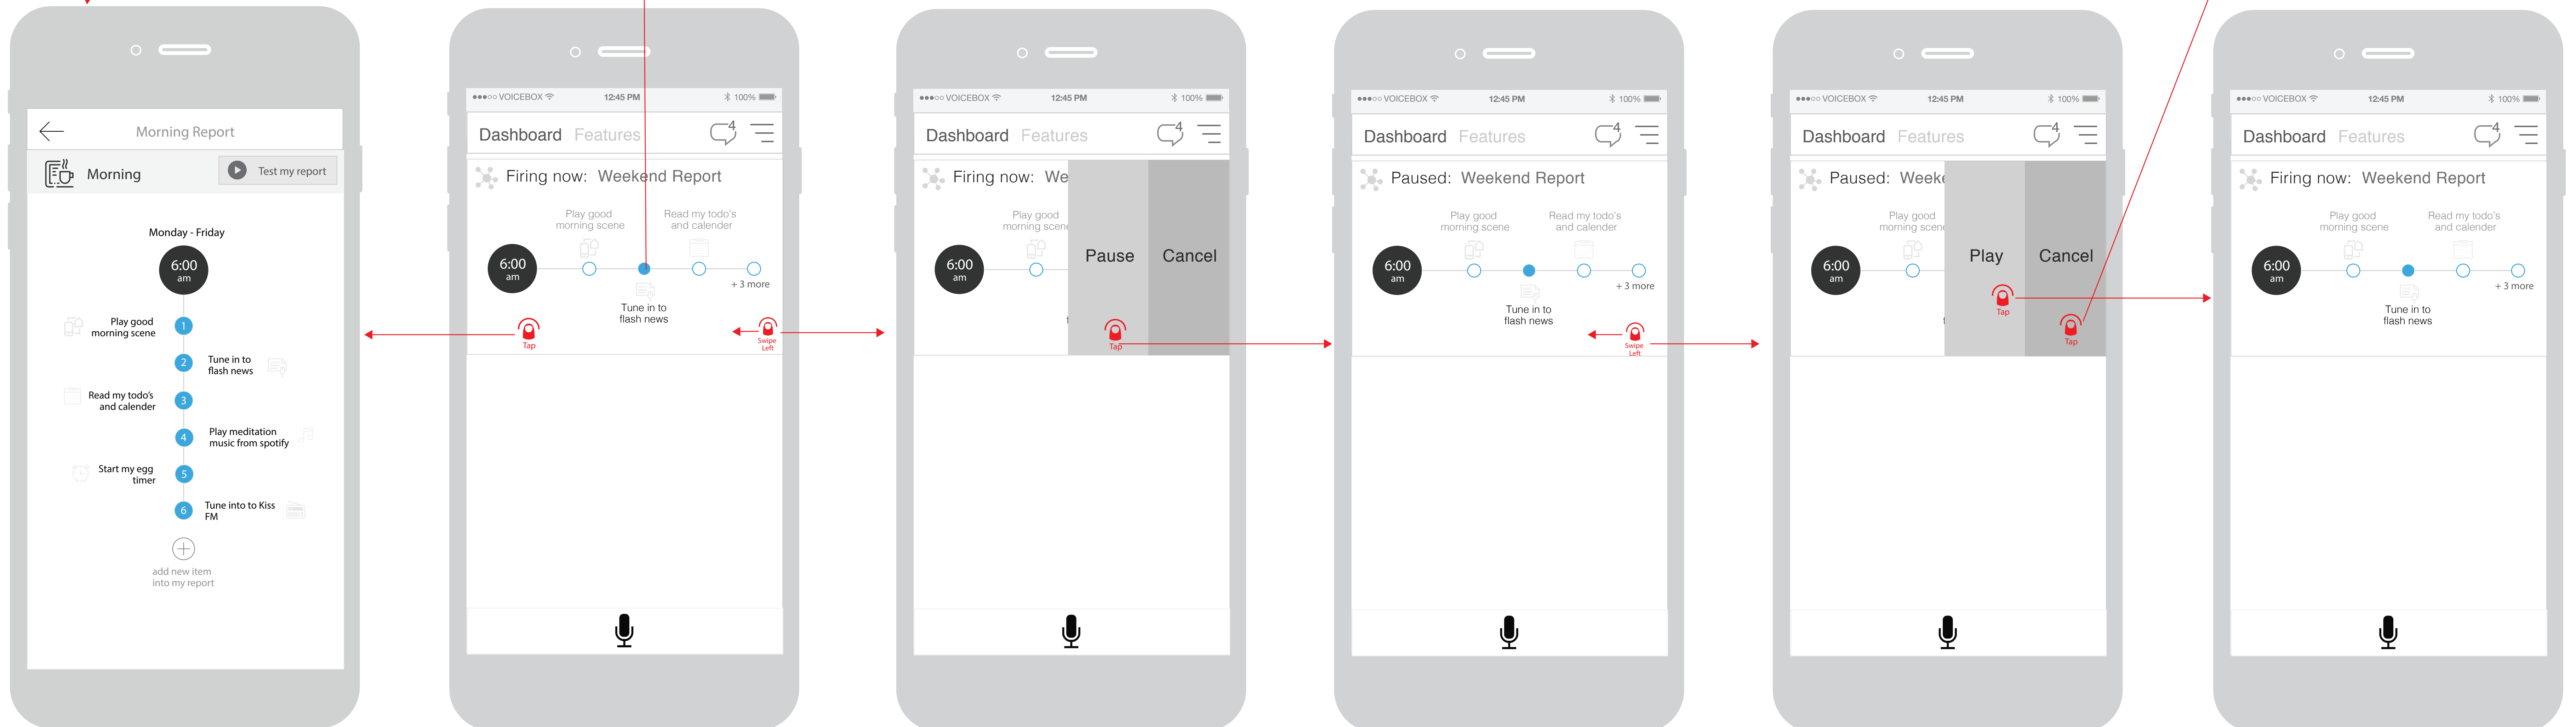 Morning Report
Morning
Test my report
Monday - Friday
6:00
am
Play good
morning scene
1
2
Tune in to
flash news
Read my todo's
and calender
3
4
Play meditation
music from spotify
Start my egg
timer
5
6
Tune into to Kiss
FM
add new item
into my report
VOICEBOX
12:45 PM
100%
Dashboard
Features
4
Firing now: Weekend Report
Play good
morning scene
Read my todo's
and calender
6:00
am
+ 3 more
Tune in to
flash news
Tap
Swipe
Left
VOICEBOX
12:45 PM
100%
Dashboard
Features
4
Firing now: We
Play good
morning scen
6:00
am
Pause
Cancel
Tap
VOICEBOX
12:45 PM
100%
Dashboard
Features
4
Paused: Weekend Report
Play good
morning scene
Read my todo's
and calender
6:00
am
+ 3 more
Tune in to
flash news
Swipe
Left
VOICEBOX
12:45 PM
100%
Dashboard
Features
4
Paused: Weeke
Play good
morning scen
6:00
am
Play
Cancel
Tap
Tap
VOICEBOX
12:45 PM
100%
Dashboard
Features
4
Firing now: Weekend Report
Play good
morning scene
Read my todo's
and calender
6:00
am
+ 3 more
Tune in to
flash news